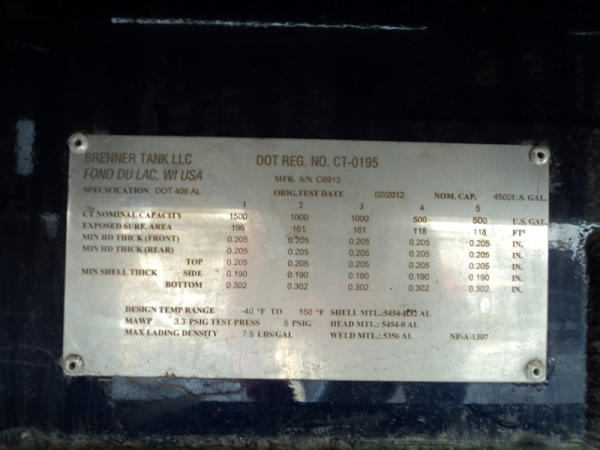 BRENNER TANK LLC DOT REG. NO. CT-0195
FOND DU LAC, WI USA MFR. S/N C6913
SPECIFICATION DOT 406 AL ORIG. TEST DATE 02/2012 NOM. CAP. 4500 U.S. GAL.
1 2 3 4 5
CT NOMINAL CAPACITY 1500 1000 1000 500 500 U.S. GAL
EXPOSED SURF. AREA 196 161 161 118 118 FT²
MIN HD THICK (FRONT) 0.205 0.205 0.205 0.205 0.205 IN.
MIN HD THICK (REAR) 0.205 0.205 0.205 0.205 0.205 IN.
TOP 0.205 0.205 0.205 0.205 0.205 IN.
MIN SHELL THICK SIDE 0.190 0.190 0.190 0.190 0.190 IN.
BOTTOM 0.302 0.302 0.302 0.302 0.302 IN.
DESIGN TEMP RANGE -40 °F TO 150 °F SHELL MTL.:5454-H32 AL
MAWP 3.3 PSIG TEST PRESS 5 PSIG HEAD MTL.: 5454-0 AL
MAX LADING DENSITY 7.5 LBS/GAL WELD MTL.: 5356 AL NP-A-1307